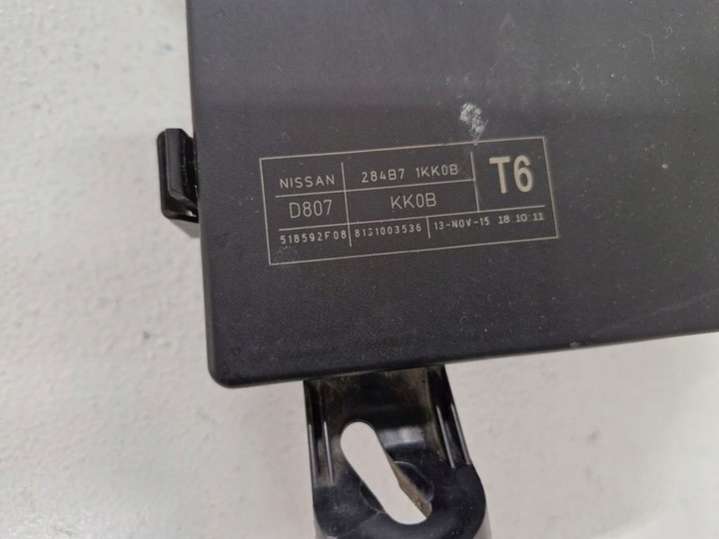 NISSAN 284B7 1KK0B T6
D807 KK0B
518592F08 8131003536 13-NOV-15 18 10 11